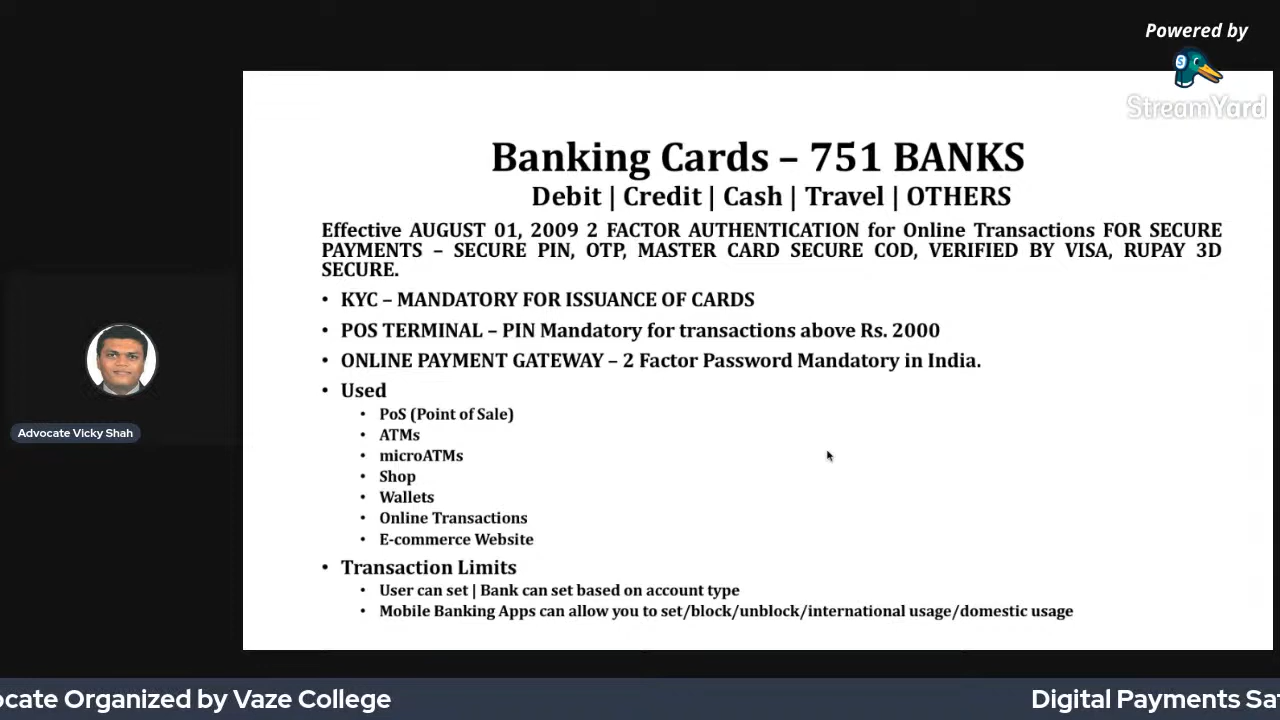 Powered by
StreamYard
Banking Cards – 751 BANKS
Debit | Credit | Cash | Travel | OTHERS
Effective AUGUST 01, 2009 2 FACTOR AUTHENTICATION for Online Transactions FOR SECURE
PAYMENTS – SECURE PIN, OTP, MASTER CARD SECURE COD, VERIFIED BY VISA, RUPAY 3D
SECURE.
• KYC – MANDATORY FOR ISSUANCE OF CARDS
• POS TERMINAL – PIN Mandatory for transactions above Rs. 2000
• ONLINE PAYMENT GATEWAY – 2 Factor Password Mandatory in India.
• Used
• PoS (Point of Sale)
• ATMs
• microATMs
• Shop
• Wallets
• Online Transactions
• E-commerce Website
• Transaction Limits
• User can set | Bank can set based on account type
• Mobile Banking Apps can allow you to set/block/unblock/international usage/domestic usage
Advocate Vicky Shah
ocate Organized by Vaze College
Digital Payments Sa